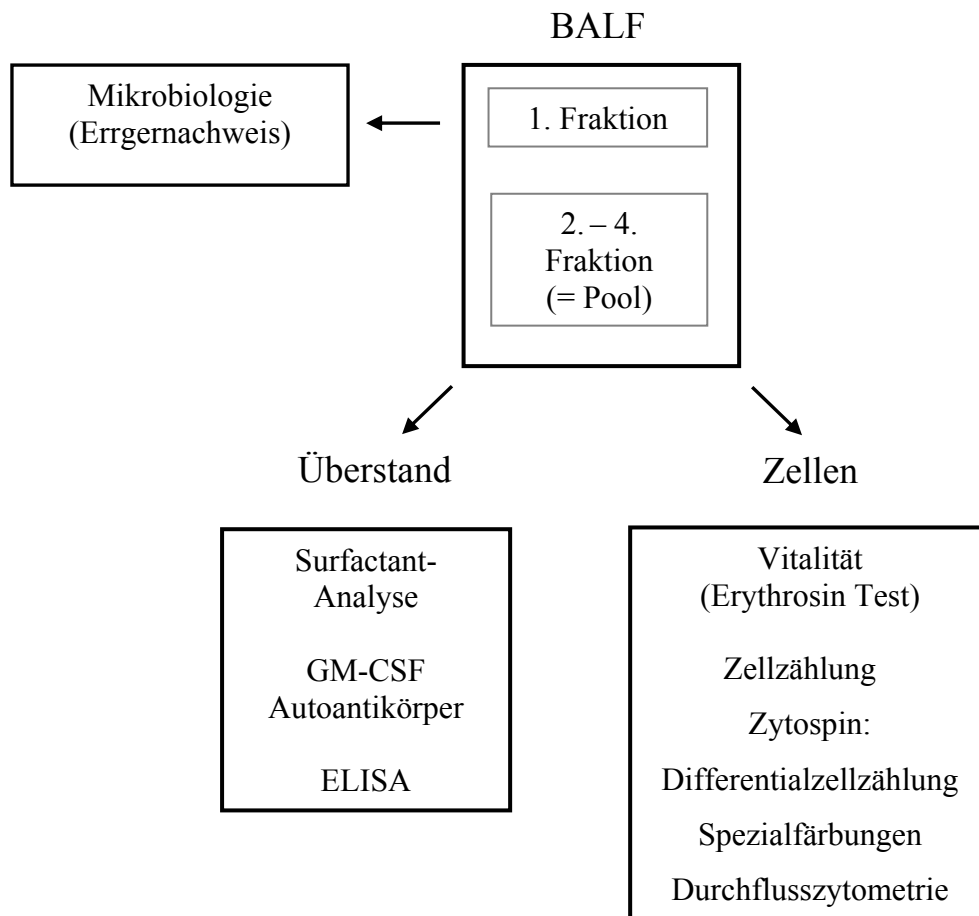 BALF
Mikrobiologie
(Errgernachweis)
1. Fraktion
2. – 4.
Fraktion
(= Pool)
Überstand
Zellen
Surfactant-
Analyse
GM-CSF
Autoantikörper
ELISA
Vitalität
(Erythrosin Test)
Zellzählung
Zytospin:
Differentialzellzählung
Spezialfärbungen
Durchflusszytometrie